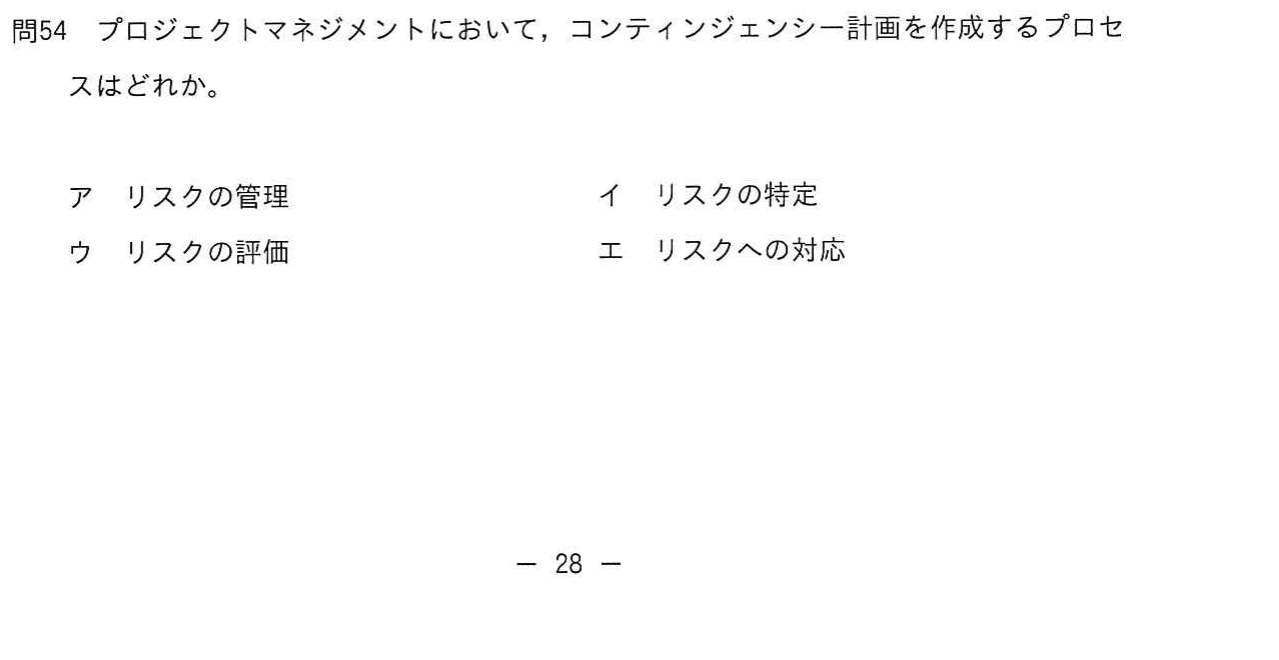 問54　プロジェクトマネジメントにおいて，コンティンジェンシー計画を作成するプロセ
スはどれか。
ア　リスクの管理　イ　リスクの特定
ウ　リスクの評価　エ　リスクへの対応
－ 28 －